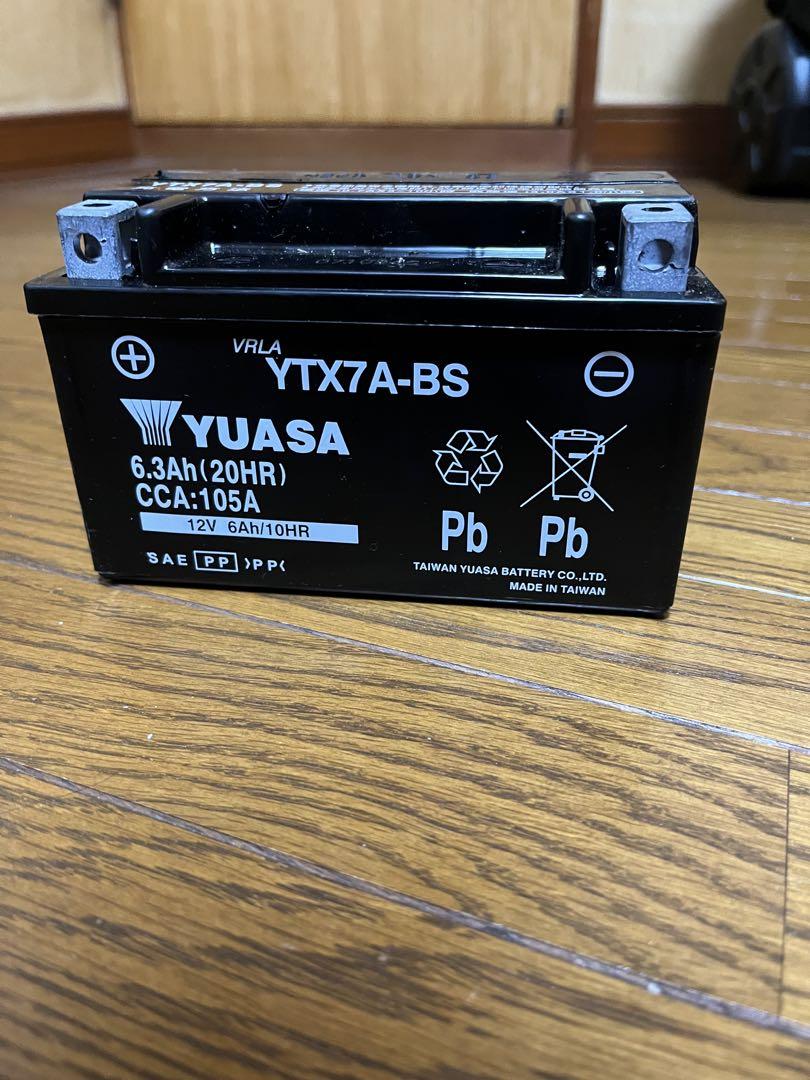 VRLA
YTX7A-BS
YUASA
6.3Ah(20HR)
CCA:105A
12V 6Ah/10HR
SAE PP >PP<
Pb
Pb
TAIWAN YUASA BATTERY CO.,LTD.
MADE IN TAIWAN